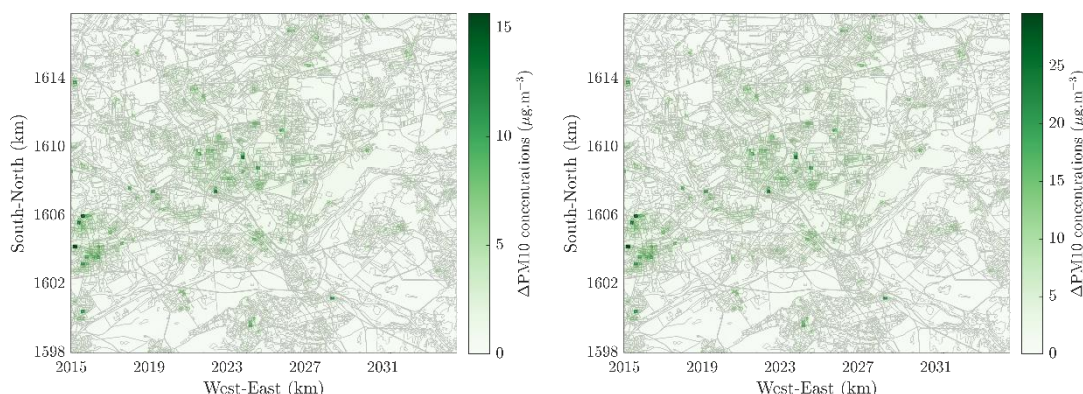 15
10
5
0
ΔPM10 concentrations (μg.m⁻³)
1614
1610
1606
1602
1598
South-North (km)
2015 2019 2023 2027 2031
West-East (km)
25
20
15
10
5
0
ΔPM10 concentrations (μg.m⁻³)
1614
1610
1606
1602
1598
South-North (km)
2015 2019 2023 2027 2031
West-East (km)